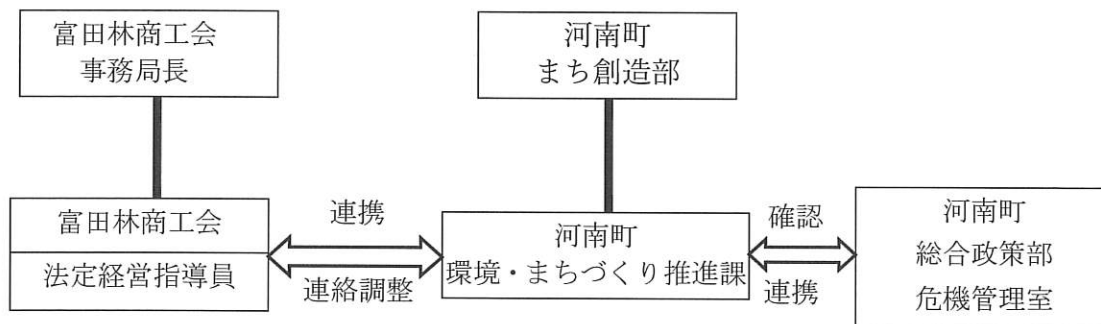 富田林商工会
事務局長
河南町
まち創造部
富田林商工会
法定経営指導員
連携
連絡調整
河南町
環境・まちづくり推進課
確認
連携
河南町
総合政策部
危機管理室